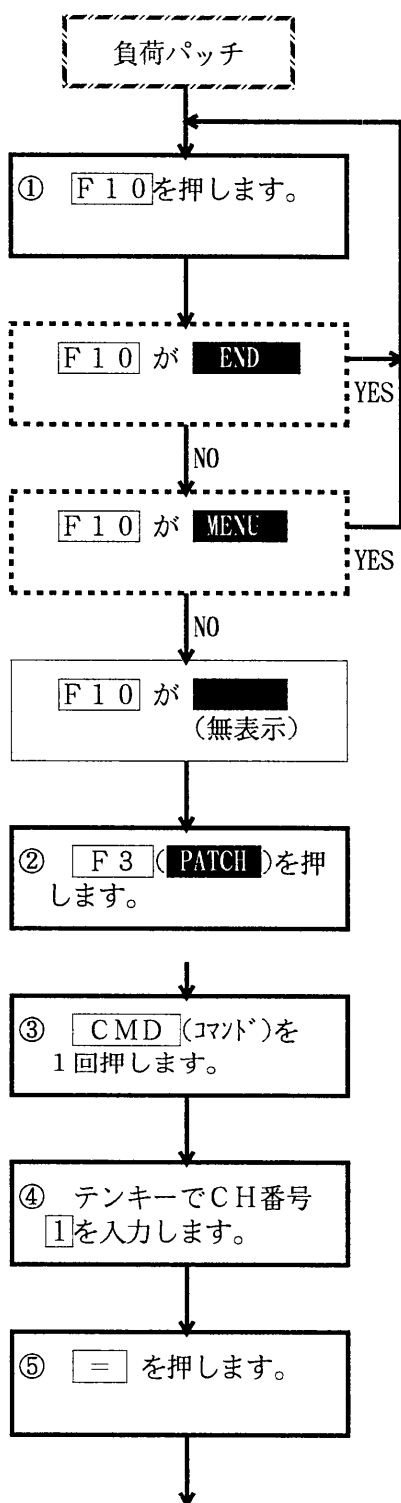 負荷パッチ
① Ｆ１０を押します。
Ｆ１０ が END
YES
NO
Ｆ１０ が MENU
YES
NO
Ｆ１０ が
（無表示）
② Ｆ３（PATCH）を押
します。
③ ＣＭＤ（ｺﾏﾝﾄﾞ）を
１回押します。
④ テンキーでＣＨ番号
1を入力します。
⑤ ＝ を押します。